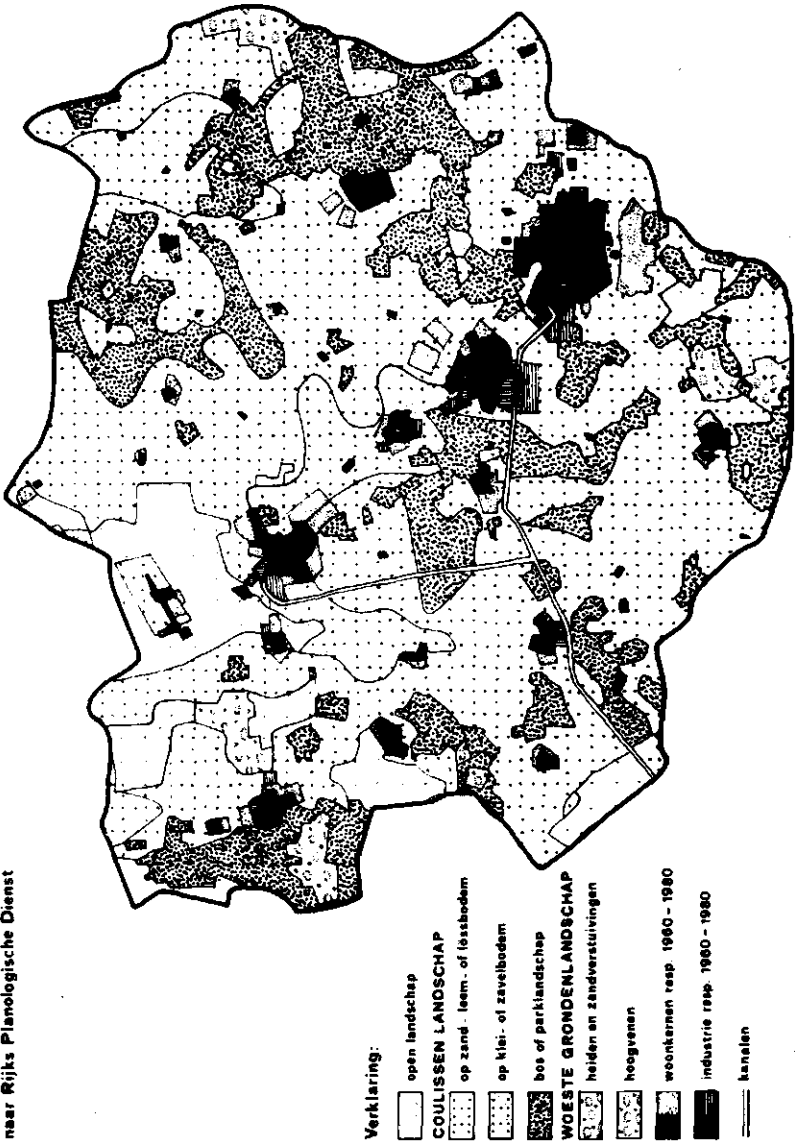 naar Rijks Planologische Dienst
Verklaring:
open landschap
COULISSEN LANDSCHAP
op zand - leem - of lössbodem
op klei - of zavelbodem
bos of parklandschap
WOESTE GRONDENLANDSCHAP
heiden en zandverstuivingen
hoogvenen
woonkernen resp. 1960 - 1980
industrie resp. 1960 - 1980
kanalen